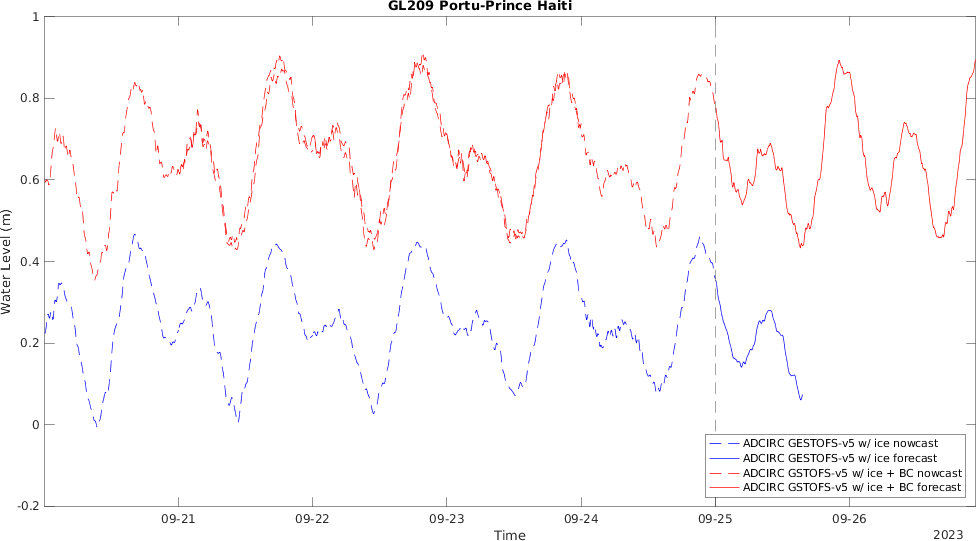 GL209 Portu-Prince Haiti
1
0.8
0.6
0.4
0.2
0
-0.2
Water Level (m)
ADCIRC GESTOFS-v5 w/ ice nowcast
ADCIRC GESTOFS-v5 w/ ice forecast
ADCIRC GSTOFS-v5 w/ ice + BC nowcast
ADCIRC GSTOFS-v5 w/ ice + BC forecast
09-21 09-22 09-23 09-24 09-25 09-26
Time
2023